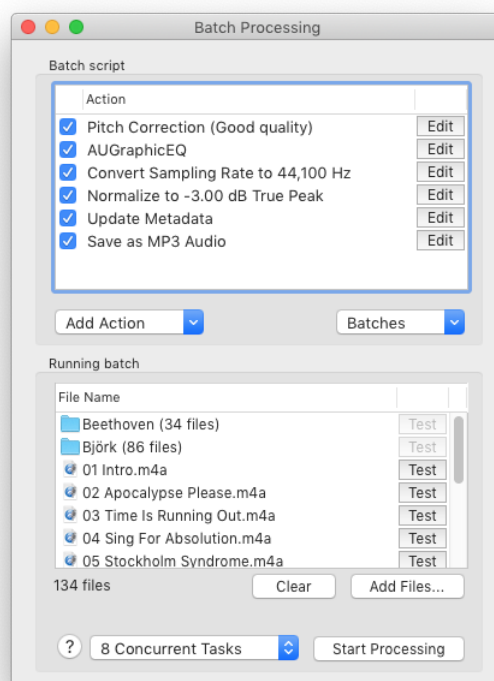 Batch Processing
Batch script
Action
Pitch Correction (Good quality) Edit
AUGraphicEQ Edit
Convert Sampling Rate to 44,100 Hz Edit
Normalize to -3.00 dB True Peak Edit
Update Metadata Edit
Save as MP3 Audio Edit
Add Action Batches
Running batch
File Name
Beethoven (34 files) Test
Björk (86 files) Test
01 Intro.m4a Test
02 Apocalypse Please.m4a Test
03 Time Is Running Out.m4a Test
04 Sing For Absolution.m4a Test
05 Stockholm Syndrome.m4a Test
134 files Clear Add Files...
? 8 Concurrent Tasks Start Processing